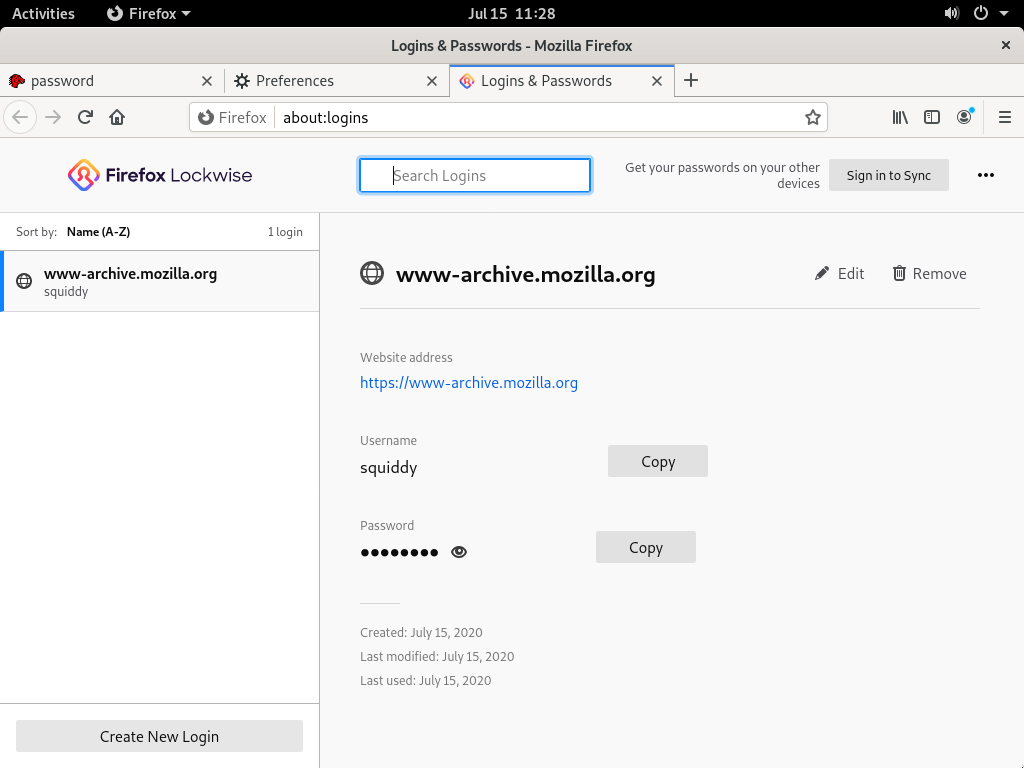 Activities Firefox Jul 15 11:28
Logins & Passwords - Mozilla Firefox
password Preferences Logins & Passwords
Firefox about:logins
Firefox Lockwise
Search Logins
Get your passwords on your other
devices
Sign in to Sync
Sort by: Name (A-Z) 1 login
www-archive.mozilla.org
squiddy
www-archive.mozilla.org
Edit Remove
Website address
https://www-archive.mozilla.org
Username
squiddy
Copy
Password
●●●●●●●●
Copy
Created: July 15, 2020
Last modified: July 15, 2020
Last used: July 15, 2020
Create New Login